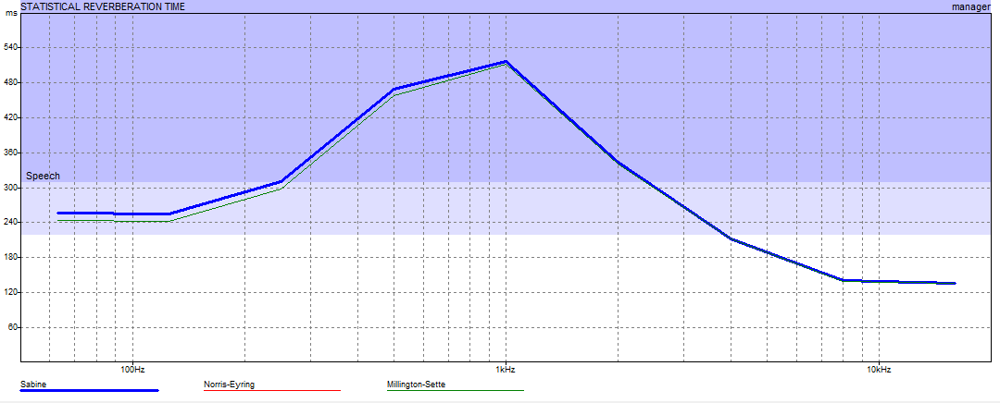 STATISTICAL REVERBERATION TIME manager
ms
540
480
420
360
Speech
300
240
180
120
60
100Hz 1kHz 10kHz
Sabine Norris-Eyring Millington-Sette